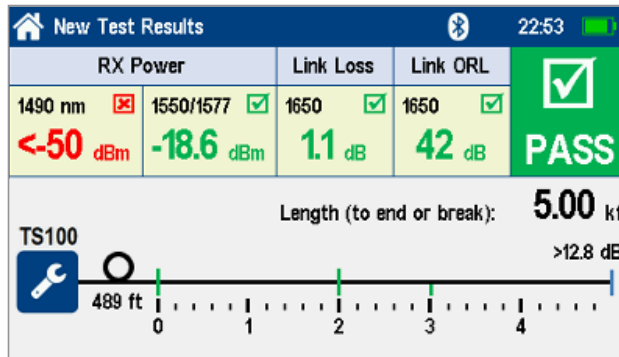 New Test Results 22:53
RX Power Link Loss Link ORL
1490 nm 1550/1577 1650 1650
<-50 dBm -18.6 dBm 1.1 dB 42 dB PASS
Length (to end or break): 5.00
TS100 >12.8 dB
489 ft
0 1 2 3 4